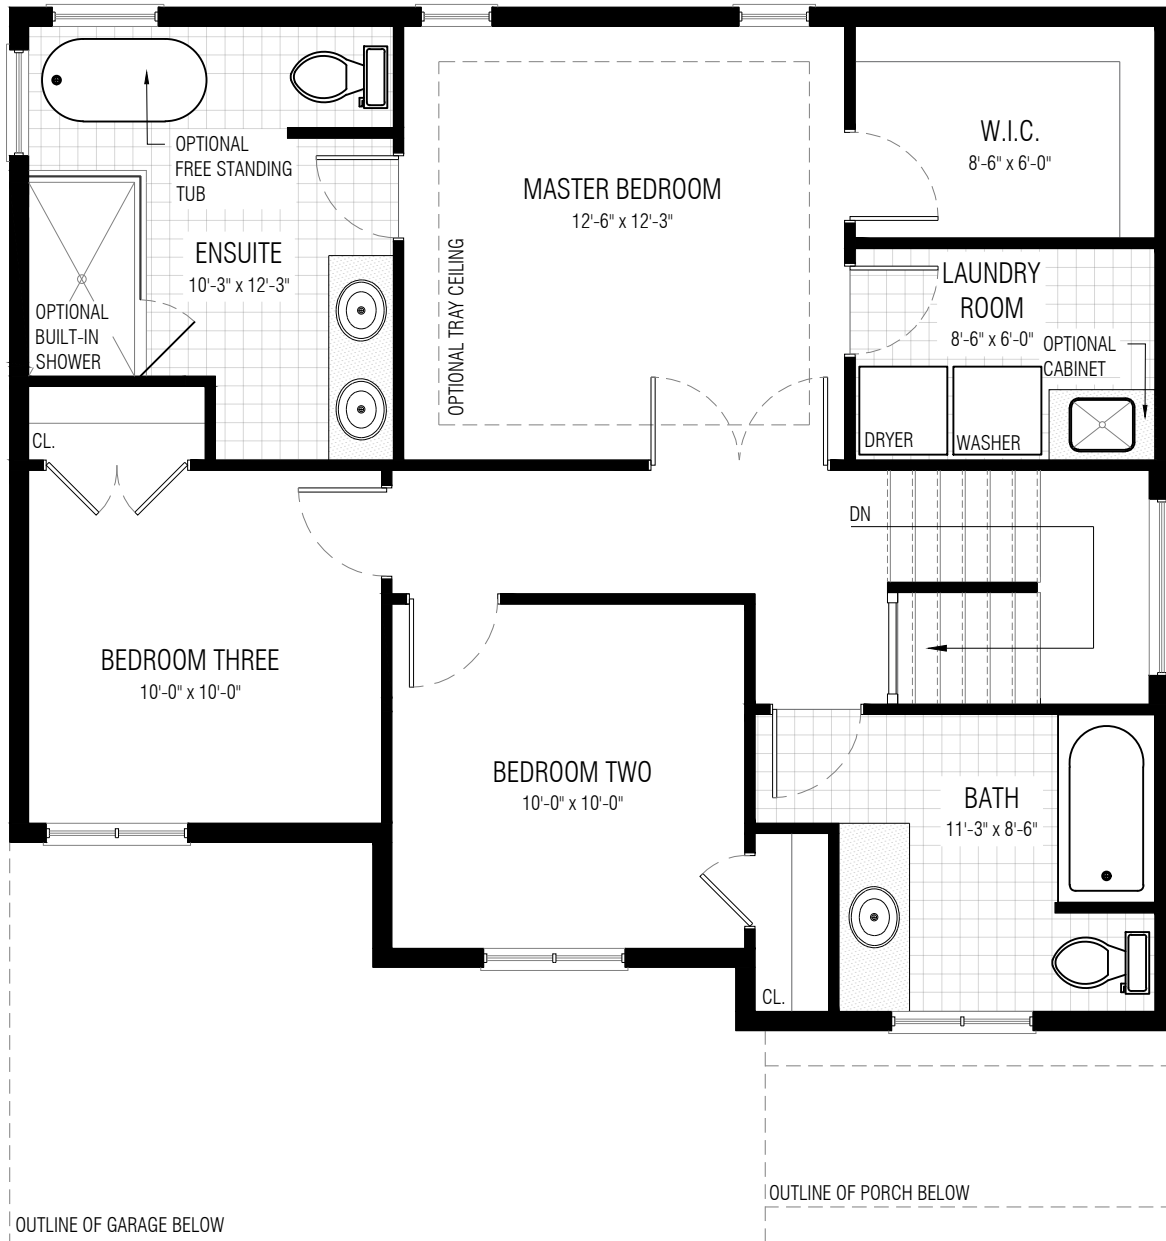 OPTIONAL
FREE STANDING
TUB
ENSUITE
10'-3" x 12'-3"
OPTIONAL
BUILT-IN
SHOWER
MASTER BEDROOM
12'-6" x 12'-3"
OPTIONAL TRAY CEILING
W.I.C.
8'-6" x 6'-0"
LAUNDRY
ROOM
8'-6" x 6'-0"
OPTIONAL
CABINET
DRYER
WASHER
CL.
DN
BEDROOM THREE
10'-0" x 10'-0"
BEDROOM TWO
10'-0" x 10'-0"
BATH
11'-3" x 8'-6"
CL.
OUTLINE OF PORCH BELOW
OUTLINE OF GARAGE BELOW